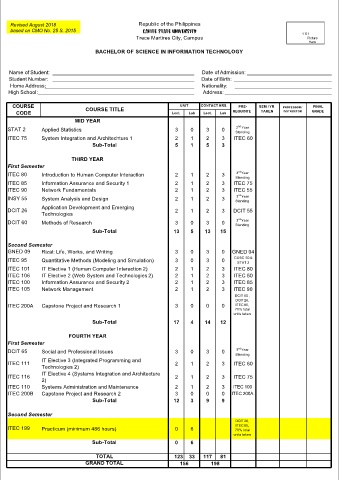 Revised August 2018
based on CMO No. 25 S. 2015
Republic of the Philippines
CAVITE STATE UNIVERSITY
Trece Martires City, Campus
1 X 1
Picture
Here
BACHELOR OF SCIENCE IN INFORMATION TECHNOLOGY
Name of Student: Date of Admission:
Student Number: Date of Birth:
Home Address: Nationality:
High School: Address:
COURSE CODE COURSE TITLE UNIT CONTACT HRS PRE-REQUISITE SEM / YR TAKEN PROFESSOR/ INSTRUCTOR FINAL GRADE
Lect. Lab Lect. Lab
MID YEAR
STAT 2 Applied Statistics 3 0 3 0 2nd Year Standing
ITEC 75 System Integration and Architecture 1 2 1 2 3 ITEC 60
Sub-Total 5 1 5 3
THIRD YEAR
First Semester
ITEC 80 Introduction to Human Computer Interaction 2 1 2 3 3rd Year Standing
ITEC 85 Information Assurance and Security 1 2 1 2 3 ITEC 75
ITEC 90 Network Fundamentals 2 1 2 3 ITEC 55
INSY 55 System Analysis and Design 2 1 2 3 3rd Year Standing
DCIT 26 Application Development and Emerging Technologies 2 1 2 3 DCIT 55
DCIT 60 Methods of Research 3 0 3 0 3rd Year Standing
Sub-Total 13 5 13 15
Second Semester
GNED 09 Rizal: Life, Works, and Writing 3 0 3 0 GNED 04
ITEC 95 Quantitative Methods (Modeling and Simulation) 3 0 3 0 COSC 50A STAT 2
ITEC 101 IT Elective 1 (Human Computer Interaction 2) 2 1 2 3 ITEC 80
ITEC 106 IT Elective 2 (Web System and Technologies 2) 2 1 2 3 ITEC 50
ITEC 100 Information Assurance and Security 2 2 1 2 3 ITEC 85
ITEC 105 Network Management 2 1 2 3 ITEC 90
ITEC 200A Capstone Project and Research 1 3 0 0 0 DCIT 60, DCIT 26, ITEC 85, 70% total units taken
Sub-Total 17 4 14 12
FOURTH YEAR
First Semester
DCIT 65 Social and Professional Issues 3 0 3 0 4th Year Standing
ITEC 111 IT Elective 3 (Integrated Programming and Technologies 2) 2 1 2 3 ITEC 60
ITEC 116 IT Elective 4 (Systems Integration and Architecture 2) 2 1 2 3 ITEC 75
ITEC 110 Systems Administration and Maintenance 2 1 2 3 ITEC 100
ITEC 200B Capstone Project and Research 2 3 0 0 0 ITEC 200A
Sub-Total 12 3 9 9
Second Semester
ITEC 199 Practicum (minimum 486 hours) 0 6 DCIT 26, ITEC 85, 70% total units taken
Sub-Total 0 6
TOTAL 123 33 117 81
GRAND TOTAL 156 198